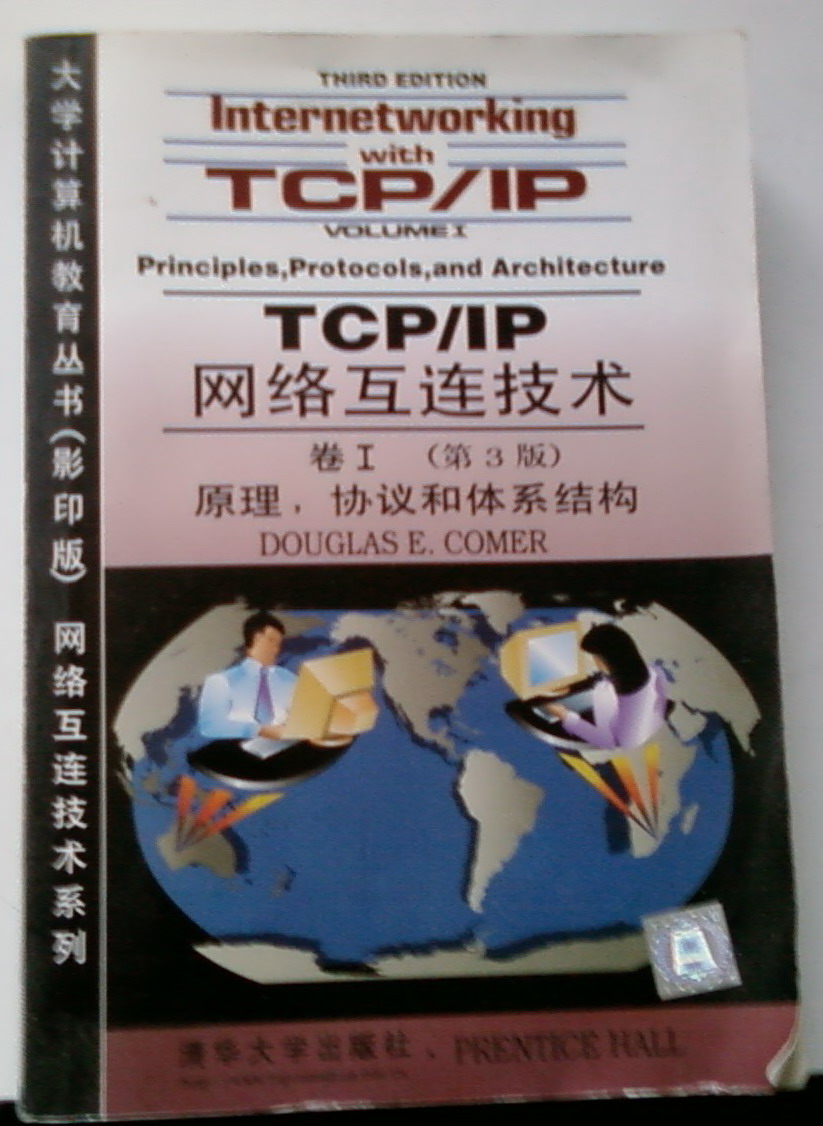 大学计算机教育丛书(影印版) 网络互连技术系列
THIRD EDITION
Internetworking
with
TCP/IP
VOLUME I
Principles,Protocols,and Architecture
TCP/IP
网络互连技术
卷I (第3版)
原理,协议和体系结构
DOUGLAS E. COMER
清华大学出版社、PRENTICE HALL